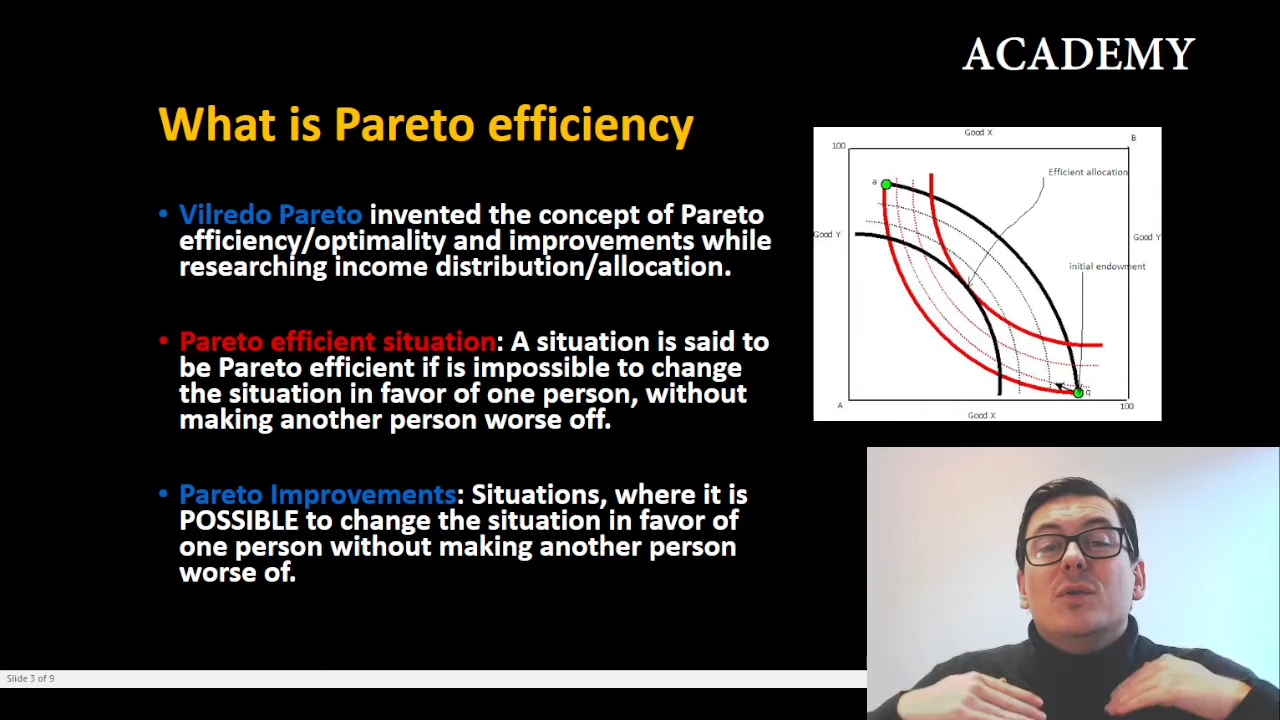 ACADEMY
What is Pareto efficiency
• Vilredo Pareto invented the concept of Pareto
efficiency/optimality and improvements while
researching income distribution/allocation.
• Pareto efficient situation: A situation is said to
be Pareto efficient if is impossible to change
the situation in favor of one person, without
making another person worse off.
• Pareto Improvements: Situations, where it is
POSSIBLE to change the situation in favor of
one person without making another person
worse of.
Good X
B
100
Efficient allocation
a
Good Y
Good Y
initial endowment
q
A
100
Good X
Slide 3 of 9